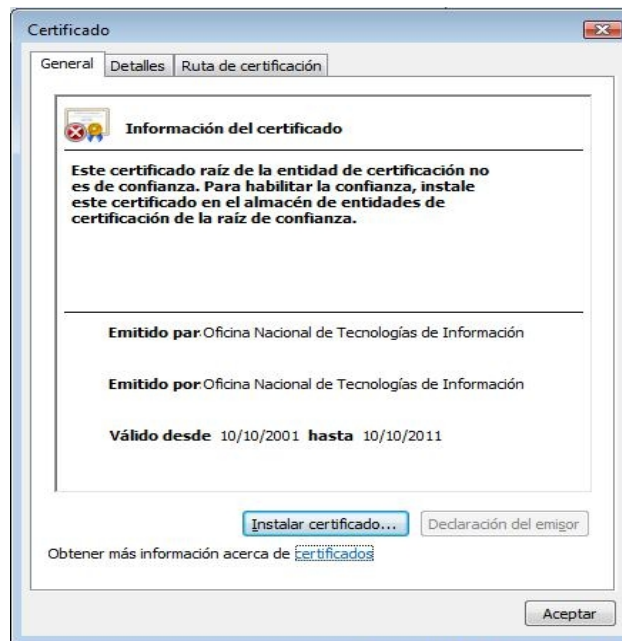 Certificado
General Detalles Ruta de certificación
Información del certificado
Este certificado raíz de la entidad de certificación no
es de confianza. Para habilitar la confianza, instale
este certificado en el almacén de entidades de
certificación de la raíz de confianza.
Emitido par Oficina Nacional de Tecnologías de Información
Emitido por Oficina Nacional de Tecnologías de Información
Válido desde 10/10/2001 hasta 10/10/2011
Instalar certificado... Declaración del emisor
Obtener más información acerca de certificados
Aceptar